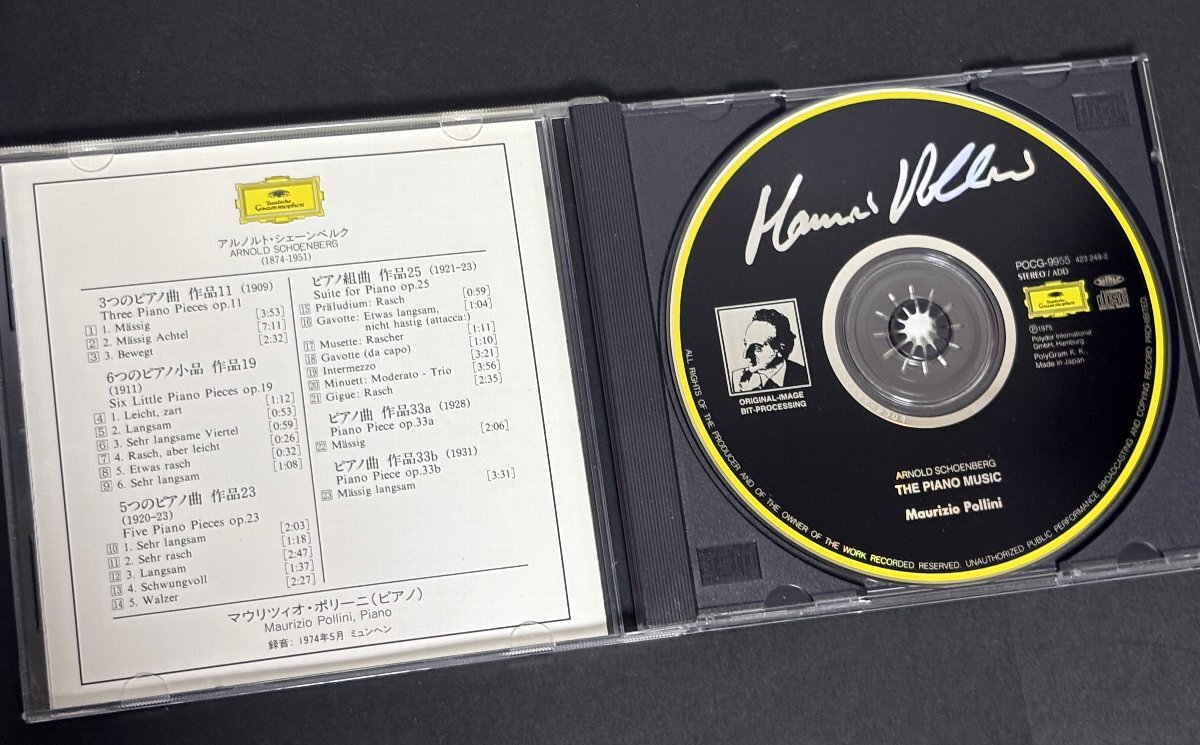 Deutsche
Grammophon
アルノルト・シェーンベルク
ARNOLD SCHOENBERG
(1874-1951)
3つのピアノ曲 作品11 (1909)
Three Piano Pieces op.11
1 1. Mässig [3:53]
2 2. Mässig Achtel [7:11]
3 3. Bewegt [2:32]
6つのピアノ小品 作品19
(1911)
Six Little Piano Pieces op.19
4 1. Leicht, zart [1:12]
5 2. Langsam [0:53]
6 3. Sehr langsame Viertel [0:59]
7 4. Rasch, aber leicht [0:26]
8 5. Etwas rasch [0:32]
9 6. Sehr langsam [1:08]
5つのピアノ曲 作品23
(1920-23)
Five Piano Pieces op.23
10 1. Sehr langsam [2:03]
11 2. Sehr rasch [1:18]
12 3. Langsam [2:47]
13 4. Schwungvoll [1:37]
14 5. Walzer [2:27]
ピアノ組曲 作品25 (1921-23)
Suite for Piano op.25
15 Präludium: Rasch [0:59]
16 Gavotte: Etwas langsam, [1:04]
nicht hastig (attacca:)
17 Musette: Rascher [1:11]
18 Gavotte (da capo) [1:10]
19 Intermezzo [3:21]
20 Minuett: Moderato - Trio [3:56]
21 Gigue: Rasch [2:35]
ピアノ曲 作品33a (1928)
Piano Piece op.33a
22 Mässig [2:06]
ピアノ曲 作品33b (1931)
Piano Piece op.33b
23 Mässig langsam [3:31]
マウリツィオ・ポリーニ(ピアノ)
Maurizio Pollini, Piano
録音: 1974年5月 ミュンヘン
POCG-9955 423 249-2
STEREO / ADD
Ⓟ1975
Polydor International
GmbH, Hamburg
PolyGram K. K.,
Made in Japan
ORIGINAL-IMAGE
BIT-PROCESSING
ARNOLD SCHOENBERG
THE PIANO MUSIC
Maurizio Pollini
ALL RIGHTS OF THE PRODUCER AND OF THE OWNER OF THE WORK RECORDED RESERVED. UNAUTHORIZED PUBLIC PERFORMANCE BROADCASTING AND COPYING RECORD PROHIBITED